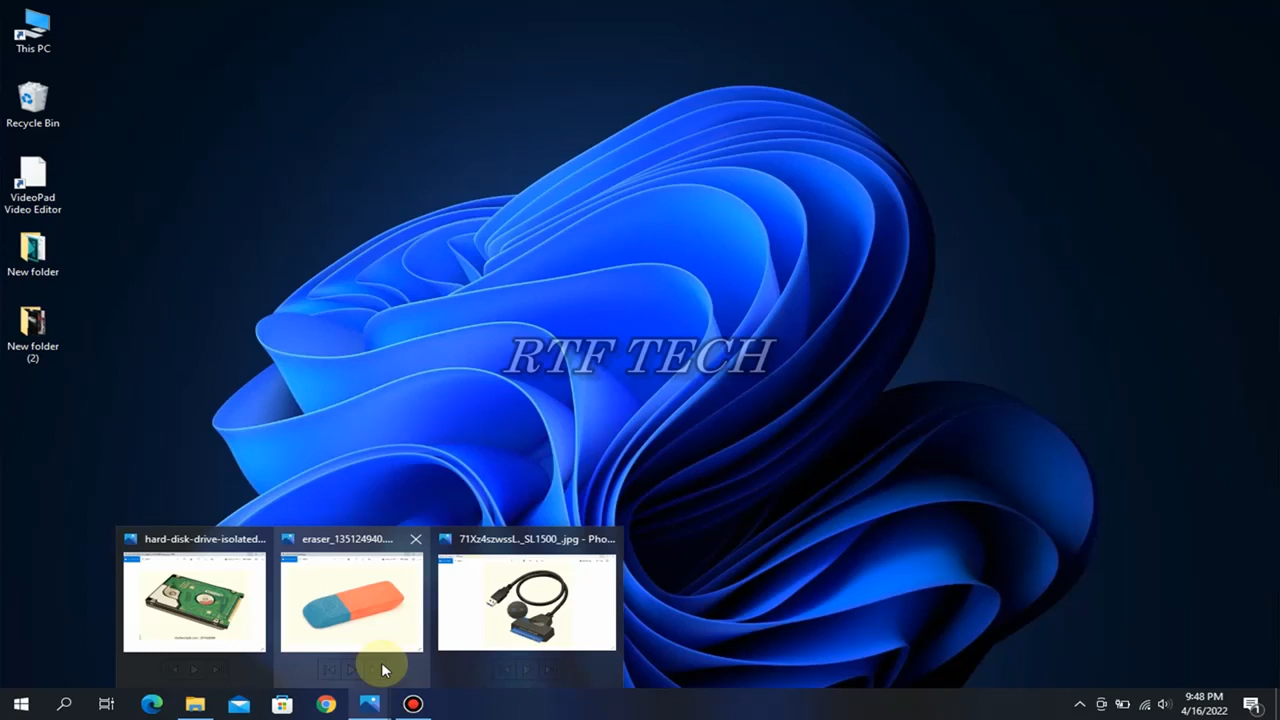 This PC
Recycle Bin
VideoPad
Video Editor
New folder
New folder
(2)
RTF TECH
hard-disk-drive-isolated...
eraser_135124940....
71Xz4szwssL._SL1500_.jpg - Pho...
9:48 PM
4/16/2022
1